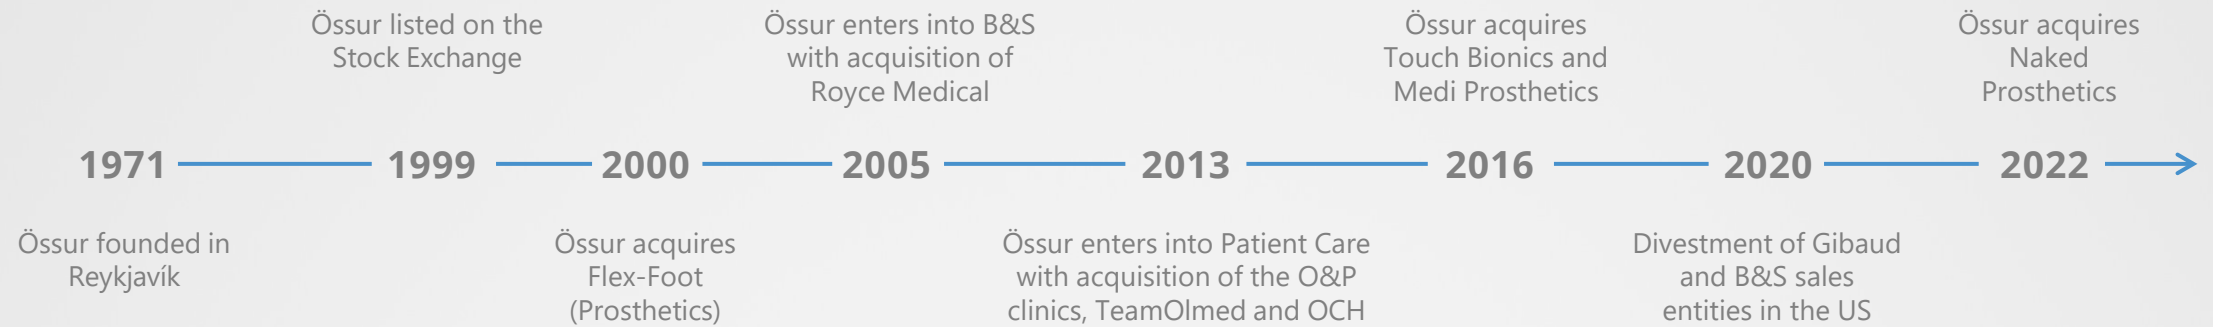 Össur listed on the
Stock Exchange
Össur enters into B&S
with acquisition of
Royce Medical
Össur acquires
Touch Bionics and
Medi Prosthetics
Össur acquires
Naked
Prosthetics
1971
1999
2000
2005
2013
2016
2020
2022
Össur founded in
Reykjavík
Össur acquires
Flex-Foot
(Prosthetics)
Össur enters into Patient Care
with acquisition of the O&P
clinics, TeamOlmed and OCH
Divestment of Gibaud
and B&S sales
entities in the US